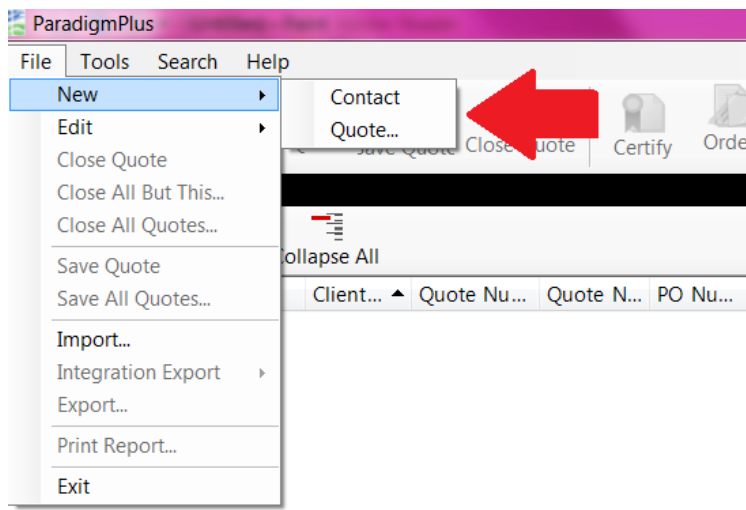 ParadigmPlus
File Tools Search Help
New
Contact
Edit
Quote...
Save Quote Close Quote
Certify
Orde
Close Quote
Close All But This...
Close All Quotes...
Collapse All
Save Quote
Save All Quotes...
Client... Quote Nu... Quote N... PO Nu...
Import...
Integration Export
Export...
Print Report...
Exit